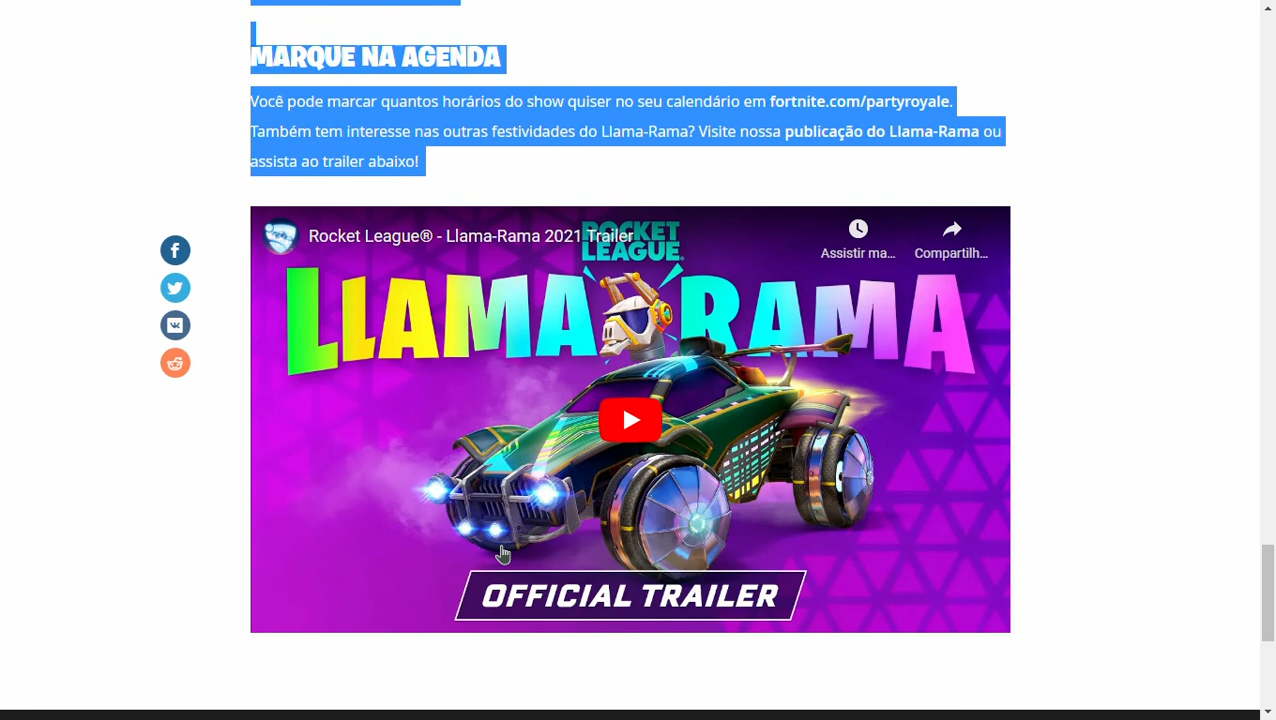 MARQUE NA AGENDA
Você pode marcar quantos horários do show quiser no seu calendário em fortnite.com/partyroyale.
Também tem interesse nas outras festividades do Llama-Rama? Visite nossa publicação do Llama-Rama ou
assista ao trailer abaixo!
Rocket League® - Llama-Rama 2021 Trailer
Assistir ma...
Compartilh...
ROCKET
LEAGUE.
LLAMA RAMA
OFFICIAL TRAILER